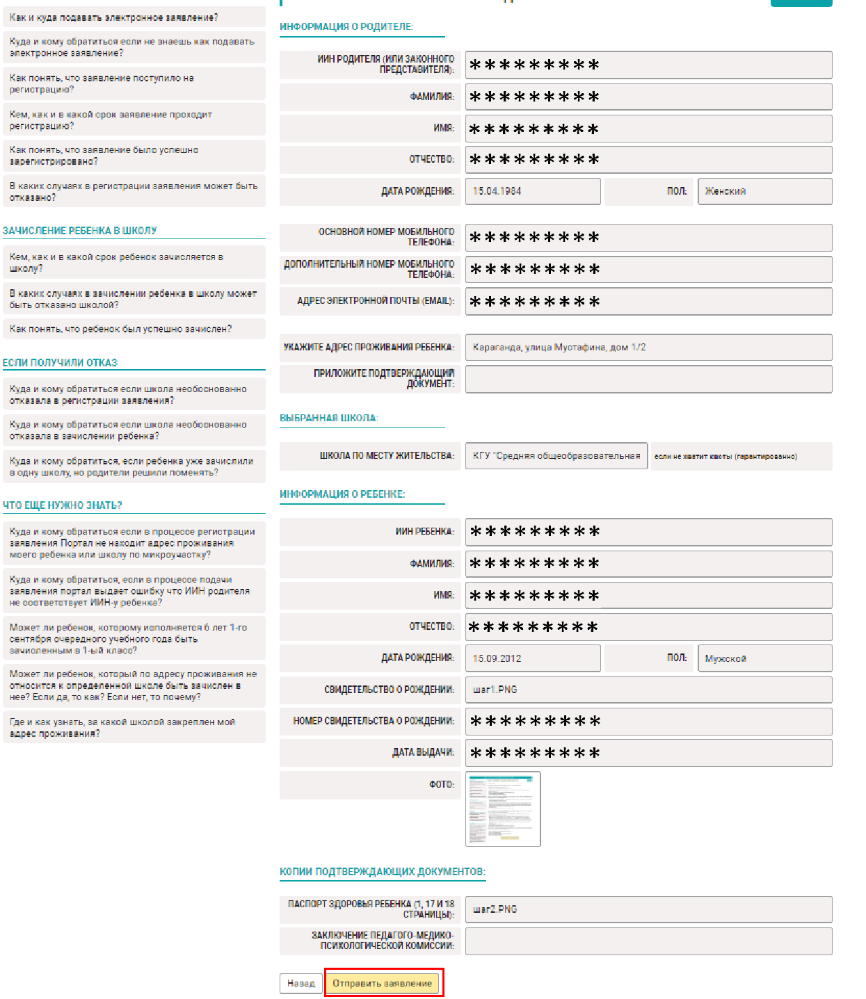 Как и куда подавать электронное заявление?
Куда и кому обратиться если не знаешь как подавать
электронное заявление?
Как понять, что заявление поступило на
регистрацию?
Кем, как и в какой срок заявление проходит
регистрацию?
Как понять, что заявление было успешно
зарегистрировано?
В каких случаях в регистрации заявления может быть
отказано?
ЗАЧИСЛЕНИЕ РЕБЕНКА В ШКОЛУ
Кем, как и в какой срок ребенок зачисляется в
школу?
В каких случаях в зачислении ребенка в школу может
быть отказано школой?
Как понять, что ребенок был успешно зачислен?
ЕСЛИ ПОЛУЧИЛИ ОТКАЗ
Куда и кому обратиться если школа необоснованно
отказала в регистрации заявления?
Куда и кому обратиться если школа необоснованно
отказала в зачислении ребенка?
Куда и кому обратиться, если ребенка уже зачислили
в одну школу, но родители решили поменять?
ЧТО ЕЩЕ НУЖНО ЗНАТЬ?
Куда и кому обратиться если в процессе регистрации
заявления Портал не находит адрес проживания
моего ребенка или школу по микроучастку?
Куда и кому обратиться, если в процессе подачи
заявления портал выдает ошибку что ИИН родителя
не соответствует ИИН-у ребенка?
Может ли ребенок, которому исполняется 6 лет 1-го
сентября очередного учебного года быть
зачисленным в 1-ый класс?
Может ли ребенок, который по адресу проживания не
относится к определенной школе быть зачислен в
нее? Если да, то как? Если нет, то почему?
Где и как узнать, за какой школой закреплен мой
адрес проживания?
ИНФОРМАЦИЯ О РОДИТЕЛЕ:
ИИН РОДИТЕЛЯ (ИЛИ ЗАКОННОГО
ПРЕДСТАВИТЕЛЯ): *********
ФАМИЛИЯ: *********
ИМЯ: *********
ОТЧЕСТВО: *********
ДАТА РОЖДЕНИЯ: 15.04.1984 ПОЛ: Женский
ОСНОВНОЙ НОМЕР МОБИЛЬНОГО
ТЕЛЕФОНА: *********
ДОПОЛНИТЕЛЬНЫЙ НОМЕР МОБИЛЬНОГО
ТЕЛЕФОНА: *********
АДРЕС ЭЛЕКТРОННОЙ ПОЧТЫ (EMAIL): *********
УКАЖИТЕ АДРЕС ПРОЖИВАНИЯ РЕБЕНКА: Караганда, улица Мустафина, дом 1/2
ПРИЛОЖИТЕ ПОДТВЕРЖДАЮЩИЙ
ДОКУМЕНТ:
ВЫБРАННАЯ ШКОЛА:
ШКОЛА ПО МЕСТУ ЖИТЕЛЬСТВА: КГУ "Средняя общеобразовательная если не хватит квоты (гарантированно)
ИНФОРМАЦИЯ О РЕБЕНКЕ:
ИИН РЕБЕНКА: *********
ФАМИЛИЯ: *********
ИМЯ: *********
ОТЧЕСТВО: *********
ДАТА РОЖДЕНИЯ: 15.09.2012 ПОЛ: Мужской
СВИДЕТЕЛЬСТВО О РОЖДЕНИИ: шаг1.PNG
НОМЕР СВИДЕТЕЛЬСТВА О РОЖДЕНИИ: *********
ДАТА ВЫДАЧИ: *********
ФОТО:
КОПИИ ПОДТВЕРЖДАЮЩИХ ДОКУМЕНТОВ:
ПАСПОРТ ЗДОРОВЬЯ РЕБЕНКА (1, 17 И 18
СТРАНИЦЫ): шаг2.PNG
ЗАКЛЮЧЕНИЕ ПЕДАГОГО-МЕДИКО-
ПСИХОЛОГИЧЕСКОЙ КОМИССИИ:
Назад Отправить заявление